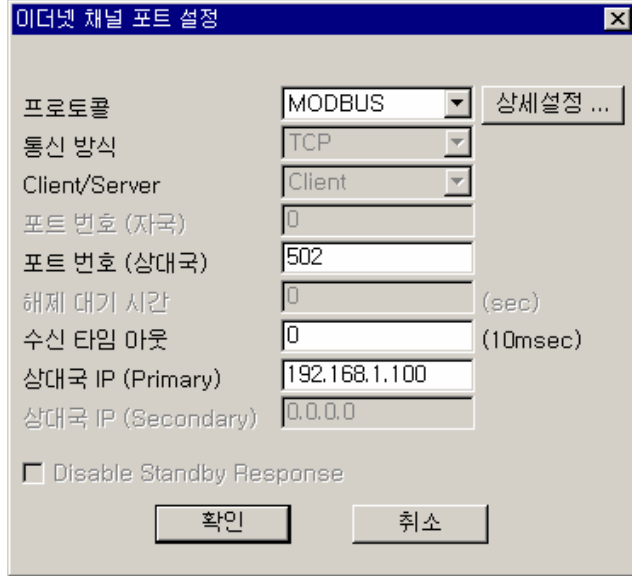 이더넷 채널 포트 설정
프로토콜 MODBUS 상세설정 ...
통신 방식 TCP
Client/Server Client
포트 번호 (자국) 0
포트 번호 (상대국) 502
해제 대기 시간 0 (sec)
수신 타임 아웃 0 (10msec)
상대국 IP (Primary) 192.168.1.100
상대국 IP (Secondary) 0.0.0.0
Disable Standby Response
확인 취소